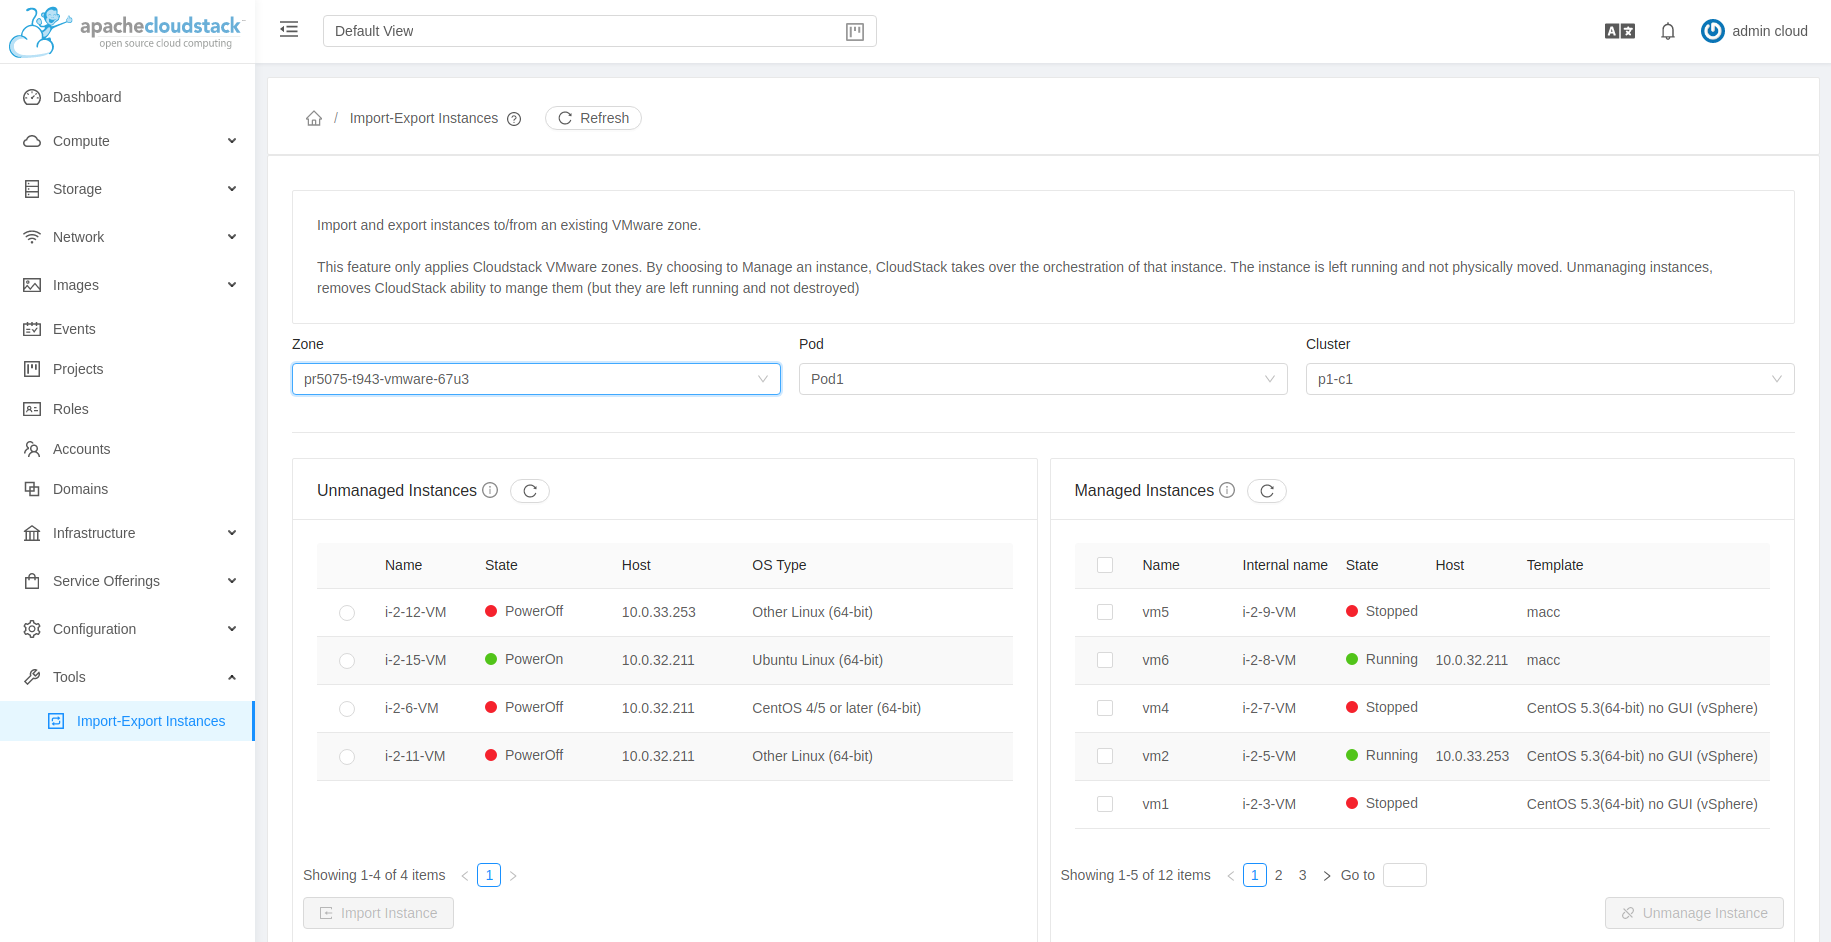 apachecloudstack
open source cloud computing
Default View
admin cloud
Dashboard
Compute
Storage
Network
Images
Events
Projects
Roles
Accounts
Domains
Infrastructure
Service Offerings
Configuration
Tools
Import-Export Instances
/ Import-Export Instances Refresh
Import and export instances to/from an existing VMware zone.
This feature only applies Cloudstack VMware zones. By choosing to Manage an instance, CloudStack takes over the orchestration of that instance. The instance is left running and not physically moved. Unmanaging instances,
removes CloudStack ability to mange them (but they are left running and not destroyed)
Zone Pod Cluster
pr5075-t943-vmware-67u3 Pod1 p1-c1
Unmanaged Instances
Name State Host OS Type
i-2-12-VM PowerOff 10.0.33.253 Other Linux (64-bit)
i-2-15-VM PowerOn 10.0.32.211 Ubuntu Linux (64-bit)
i-2-6-VM PowerOff 10.0.32.211 CentOS 4/5 or later (64-bit)
i-2-11-VM PowerOff 10.0.32.211 Other Linux (64-bit)
Showing 1-4 of 4 items < 1 >
Import Instance
Managed Instances
Name Internal name State Host Template
vm5 i-2-9-VM Stopped macc
vm6 i-2-8-VM Running 10.0.32.211 macc
vm4 i-2-7-VM Stopped CentOS 5.3(64-bit) no GUI (vSphere)
vm2 i-2-5-VM Running 10.0.33.253 CentOS 5.3(64-bit) no GUI (vSphere)
vm1 i-2-3-VM Stopped CentOS 5.3(64-bit) no GUI (vSphere)
Showing 1-5 of 12 items < 1 2 3 > Go to
Unmanage Instance